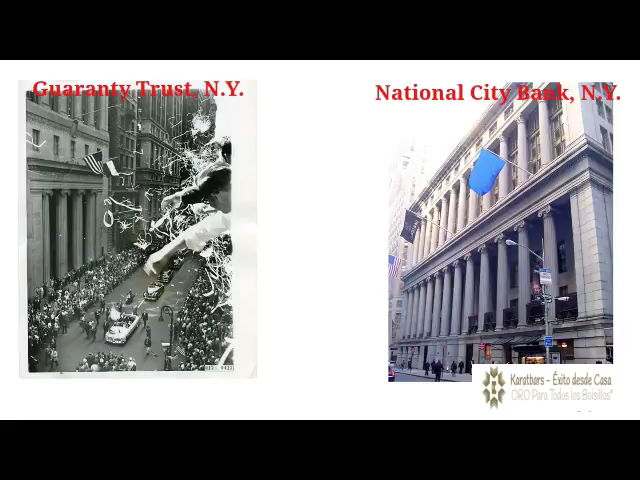 Guaranty Trust, N.Y.
National City Bank, N.Y.
Karatbars - Éxito desde Casa
ORO Para Todos los Bolsillos"